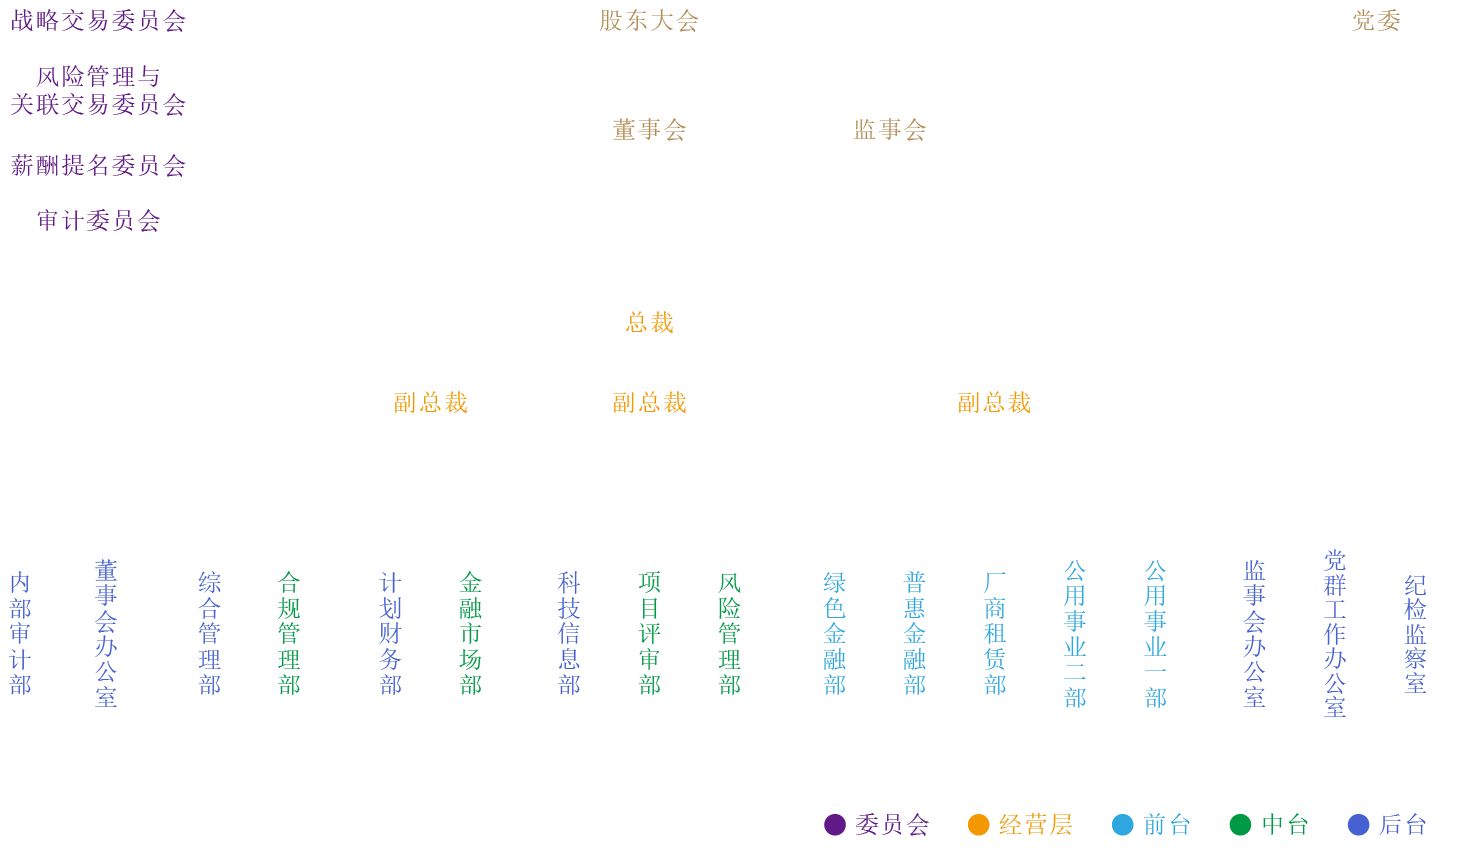 战略交易委员会
股东大会
党委
风险管理与
关联交易委员会
董事会
监事会
薪酬提名委员会
审计委员会
总裁
副总裁
副总裁
副总裁
内部审计部
董事会办公室
综合管理部
合规管理部
计划财务部
金融市场部
科技信息部
项目评审部
风险管理部
绿色金融部
普惠金融部
厂商租赁部
公用事业二部
公用事业一部
监事会办公室
党群工作办公室
纪检监察室
委员会
经营层
前台
中台
后台